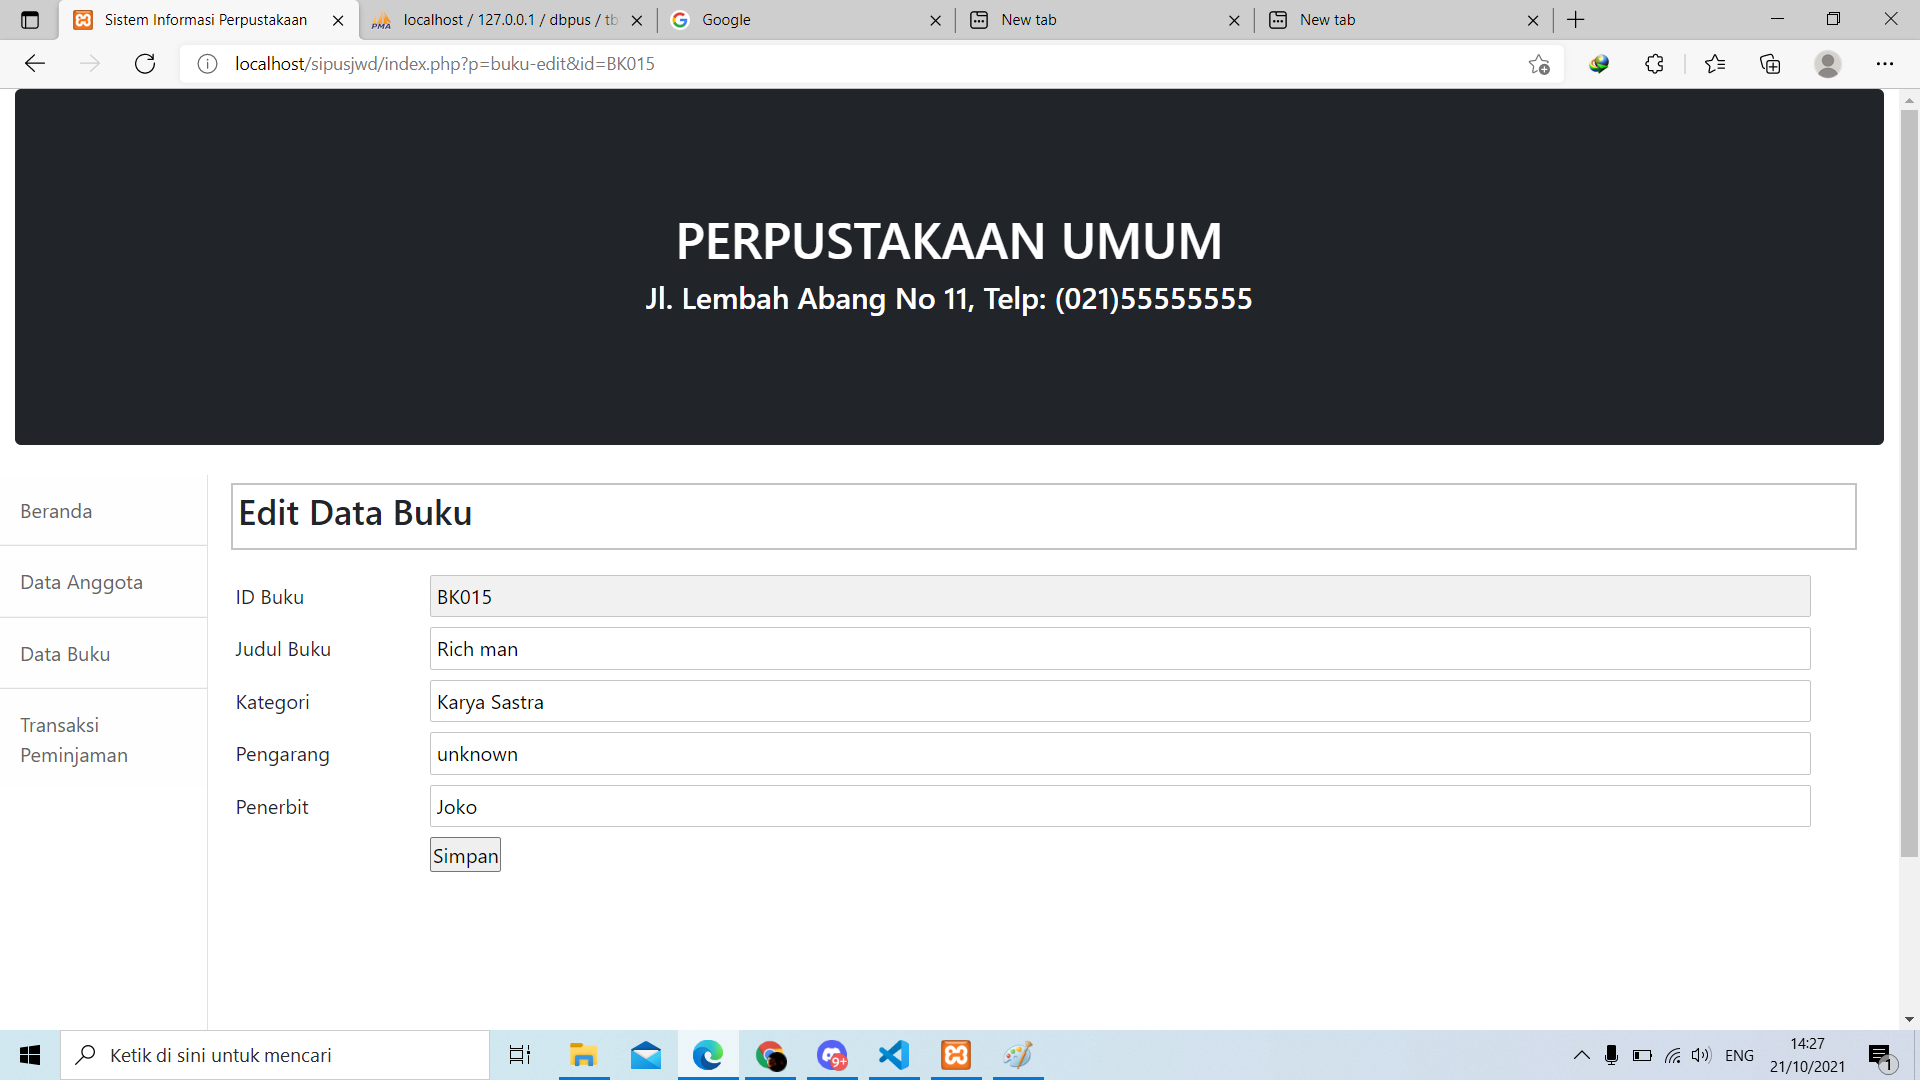 Sistem Informasi Perpustakaan
localhost / 127.0.0.1 / dbpus / tb
Google
New tab
New tab
localhost/sipusjwd/index.php?p=buku-edit&id=BK015
PERPUSTAKAAN UMUM
Jl. Lembah Abang No 11, Telp: (021)55555555
Beranda
Data Anggota
Data Buku
Transaksi
Peminjaman
Edit Data Buku
ID Buku
BK015
Judul Buku
Rich man
Kategori
Karya Sastra
Pengarang
unknown
Penerbit
Joko
Simpan
Ketik di sini untuk mencari
9+
ENG
14:27
21/10/2021
1